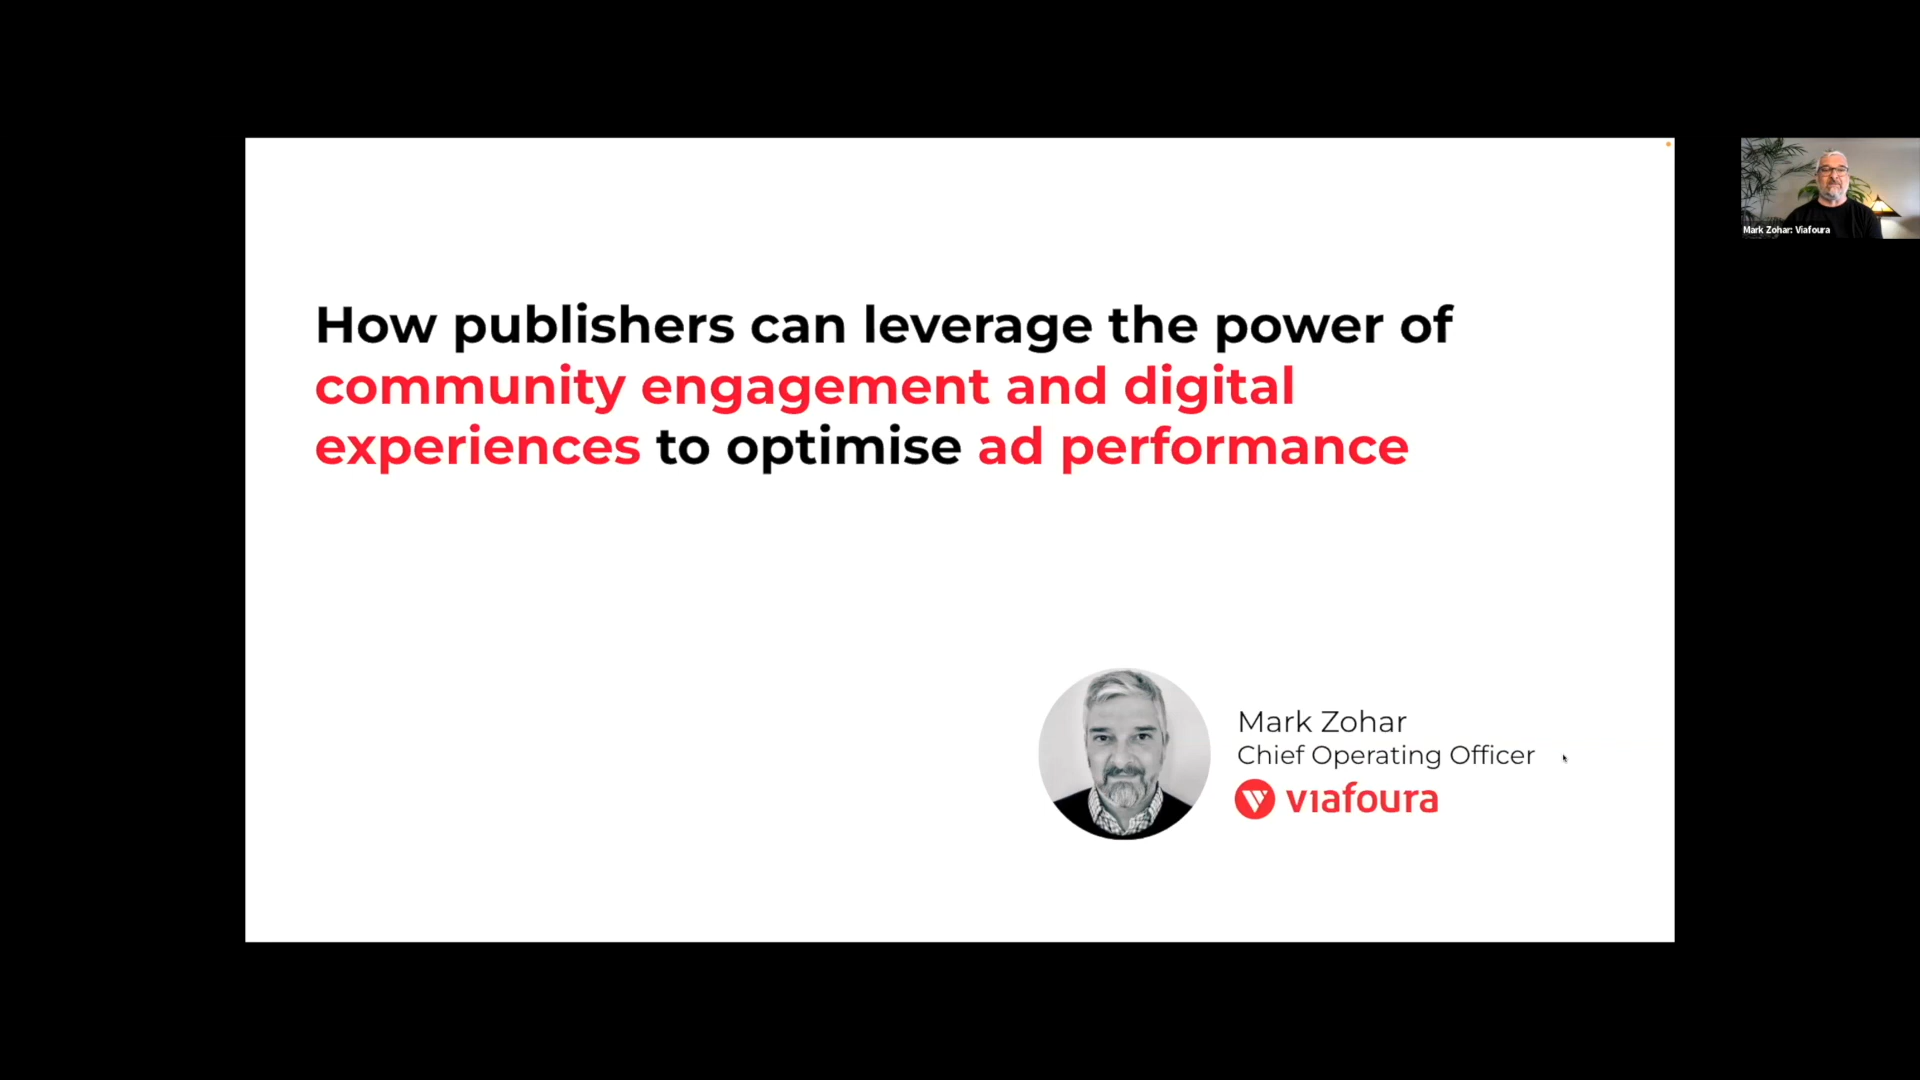 How publishers can leverage the power of
community engagement and digital
experiences to optimise ad performance
Mark Zohar
Chief Operating Officer
viafoura
Mark Zohar: Viafoura